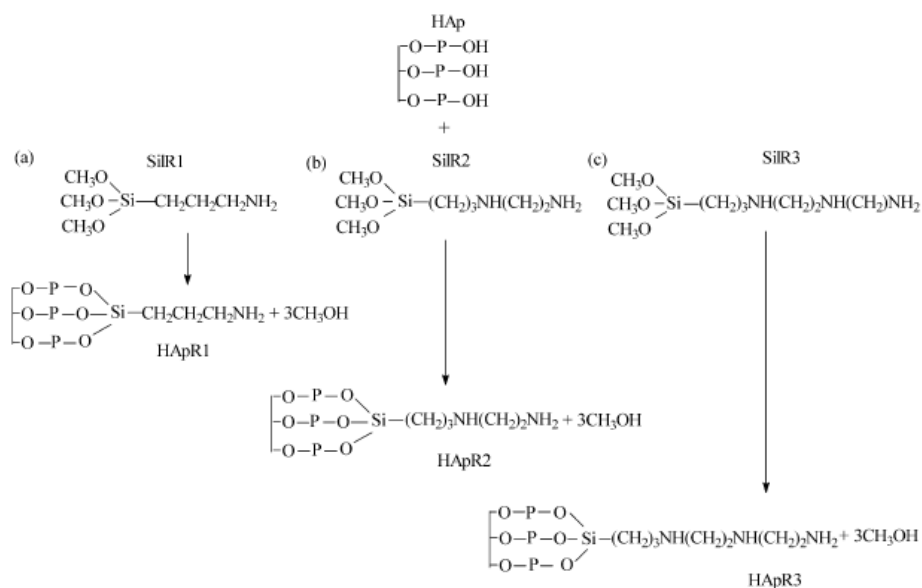 HAp
O–P–OH
O–P–OH
O–P–OH
+
(a) SilR1
CH₃O
CH₃O–Si–CH₂CH₂CH₂NH₂
CH₃O
(b) SilR2
CH₃O
CH₃O–Si–(CH₂)₃NH(CH₂)₂NH₂
CH₃O
(c) SilR3
CH₃O
CH₃O–Si–(CH₂)₃NH(CH₂)₂NH(CH₂)NH₂
CH₃O
O–P–O
O–P–O–Si–CH₂CH₂CH₂NH₂ + 3CH₃OH
O–P–O
HApR1
O–P–O
O–P–O–Si–(CH₂)₃NH(CH₂)₂NH₂ + 3CH₃OH
O–P–O
HApR2
O–P–O
O–P–O–Si–(CH₂)₃NH(CH₂)₂NH(CH₂)₂NH₂ + 3CH₃OH
O–P–O
HApR3